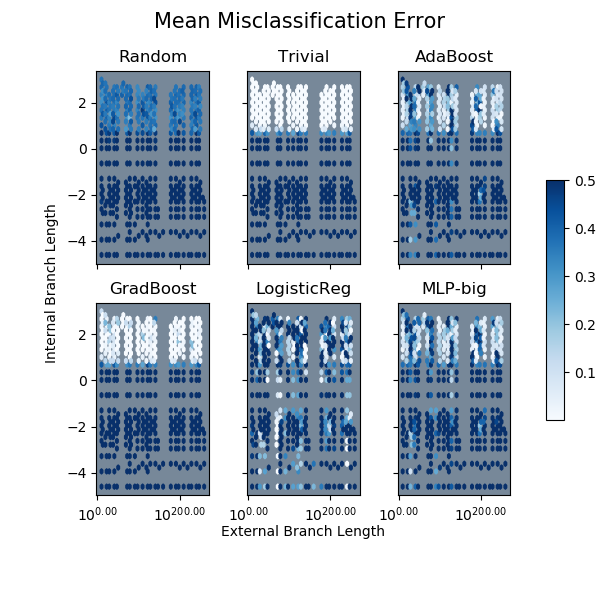 Mean Misclassification Error
Random Trivial AdaBoost
2
0
−2
−4
Internal Branch Length
GradBoost LogisticReg MLP-big
2
0
−2
−4
10^0.00 10^200.00 10^0.00 10^200.00 10^0.00 10^200.00
External Branch Length
0.5
0.4
0.3
0.2
0.1